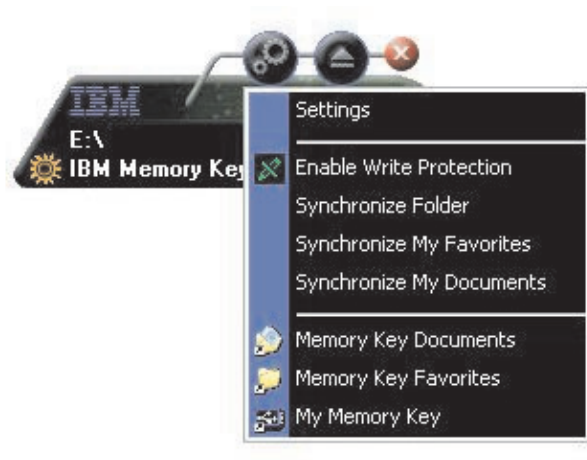 IBM
E:\
IBM Memory Key
Settings
Enable Write Protection
Synchronize Folder
Synchronize My Favorites
Synchronize My Documents
Memory Key Documents
Memory Key Favorites
My Memory Key